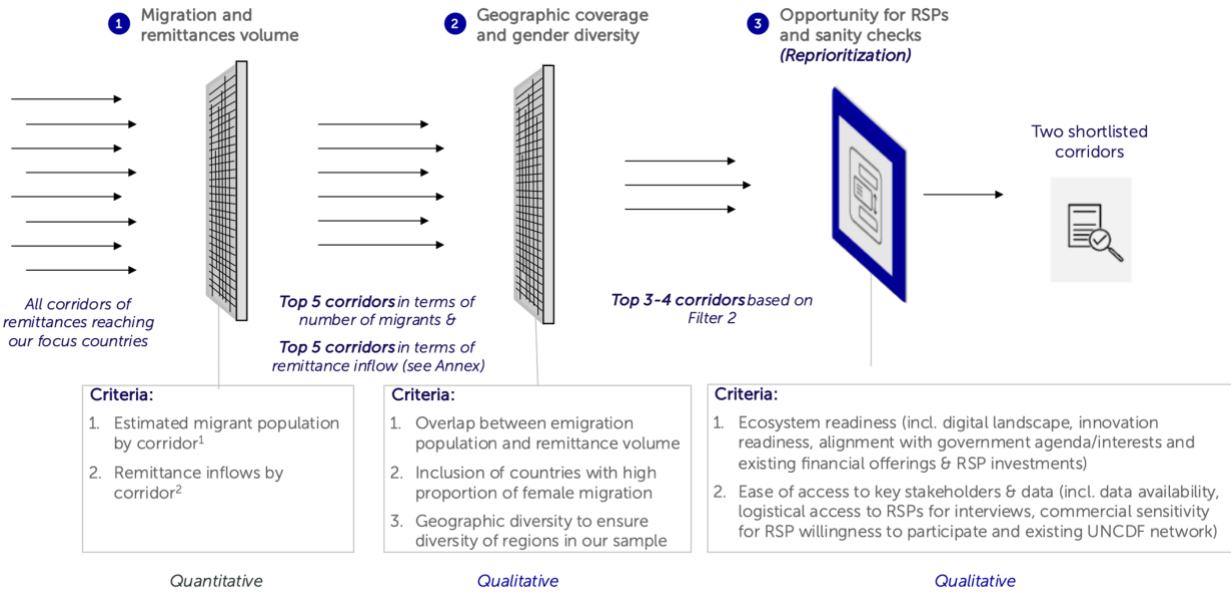 1 Migration and
remittances volume
2 Geographic coverage
and gender diversity
3 Opportunity for RSPs
and sanity checks
(Reprioritization)
Two shortlisted
corridors
All corridors of
remittances reaching
our focus countries
Top 5 corridors in terms of
number of migrants &
Top 5 corridors in terms of
remittance inflow (see Annex)
Top 3-4 corridors based on
Filter 2
Criteria:
1. Estimated migrant population
by corridor¹
2. Remittance inflows by
corridor²
Criteria:
1. Overlap between emigration
population and remittance volume
2. Inclusion of countries with high
proportion of female migration
3. Geographic diversity to ensure
diversity of regions in our sample
Criteria:
1. Ecosystem readiness (incl. digital landscape, innovation
readiness, alignment with government agenda/interests and
existing financial offerings & RSP investments)
2. Ease of access to key stakeholders & data (incl. data availability,
logistical access to RSPs for interviews, commercial sensitivity
for RSP willingness to participate and existing UNCDF network)
Quantitative
Qualitative
Qualitative